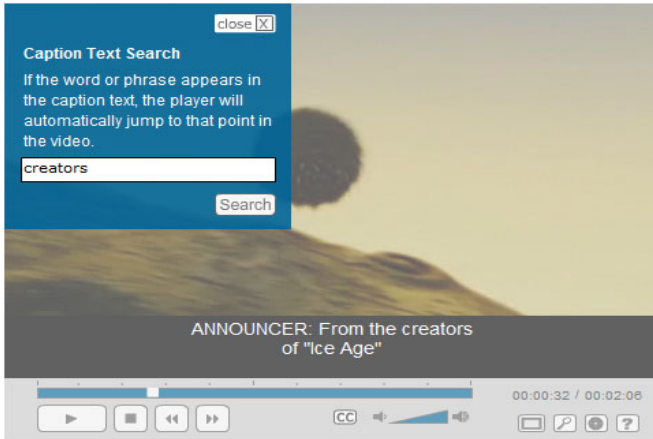 close X
Caption Text Search
If the word or phrase appears in
the caption text, the player will
automatically jump to that point in
the video.
creators
Search
ANNOUNCER: From the creators
of "Ice Age"
00:00:32 / 00:02:06
CC
?